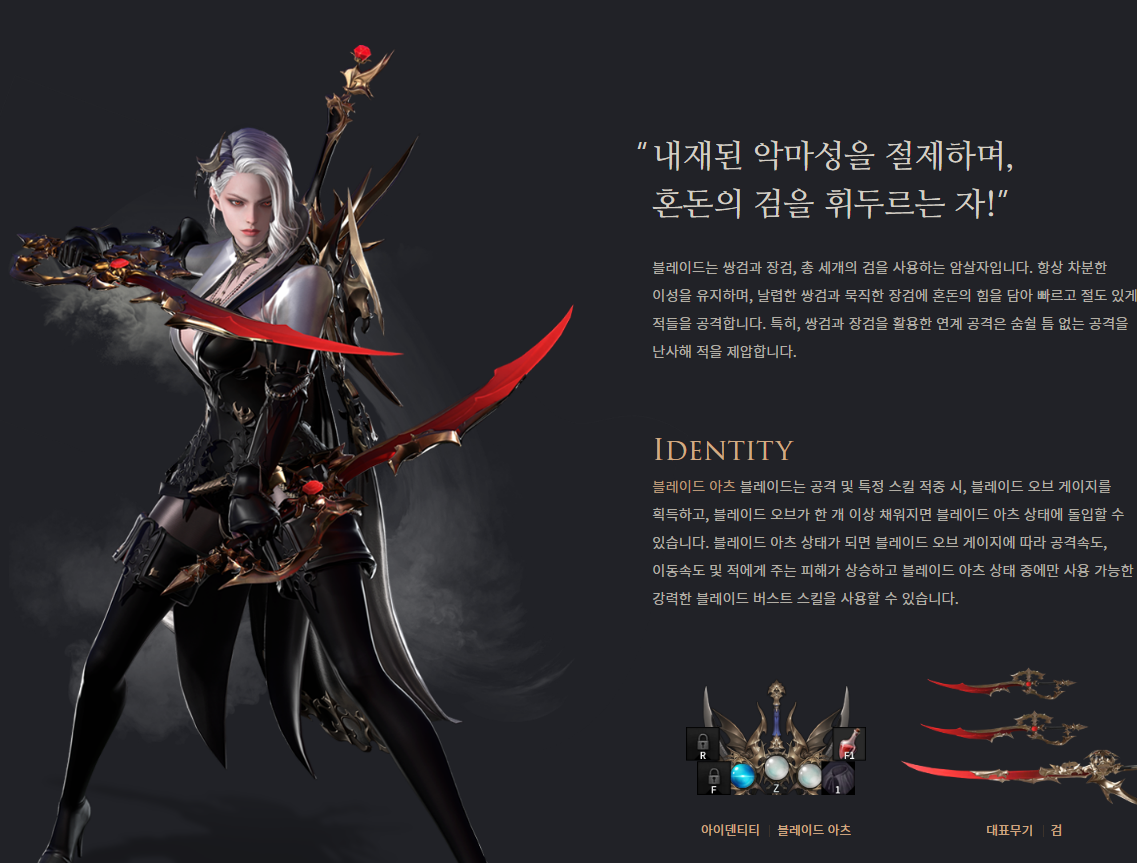 "내재된 악마성을 절제하며,
혼돈의 검을 휘두르는 자!"
블레이드는 쌍검과 장검, 총 세개의 검을 사용하는 암살자입니다. 항상 차분한
이성을 유지하며, 날렵한 쌍검과 묵직한 장검에 혼돈의 힘을 담아 빠르고 절도 있게
적들을 공격합니다. 특히, 쌍검과 장검을 활용한 연계 공격은 숨쉴 틈 없는 공격을
난사해 적을 제압합니다.
IDENTITY
블레이드 아츠 블레이드는 공격 및 특정 스킬 적중 시, 블레이드 오브 게이지를
획득하고, 블레이드 오브가 한 개 이상 채워지면 블레이드 아츠 상태에 돌입할 수
있습니다. 블레이드 아츠 상태가 되면 블레이드 오브 게이지에 따라 공격속도,
이동속도 및 적에게 주는 피해가 상승하고 블레이드 아츠 상태 중에만 사용 가능한
강력한 블레이드 버스트 스킬을 사용할 수 있습니다.
R F1
F Z 1
아이덴티티 | 블레이드 아츠
대표무기 | 검